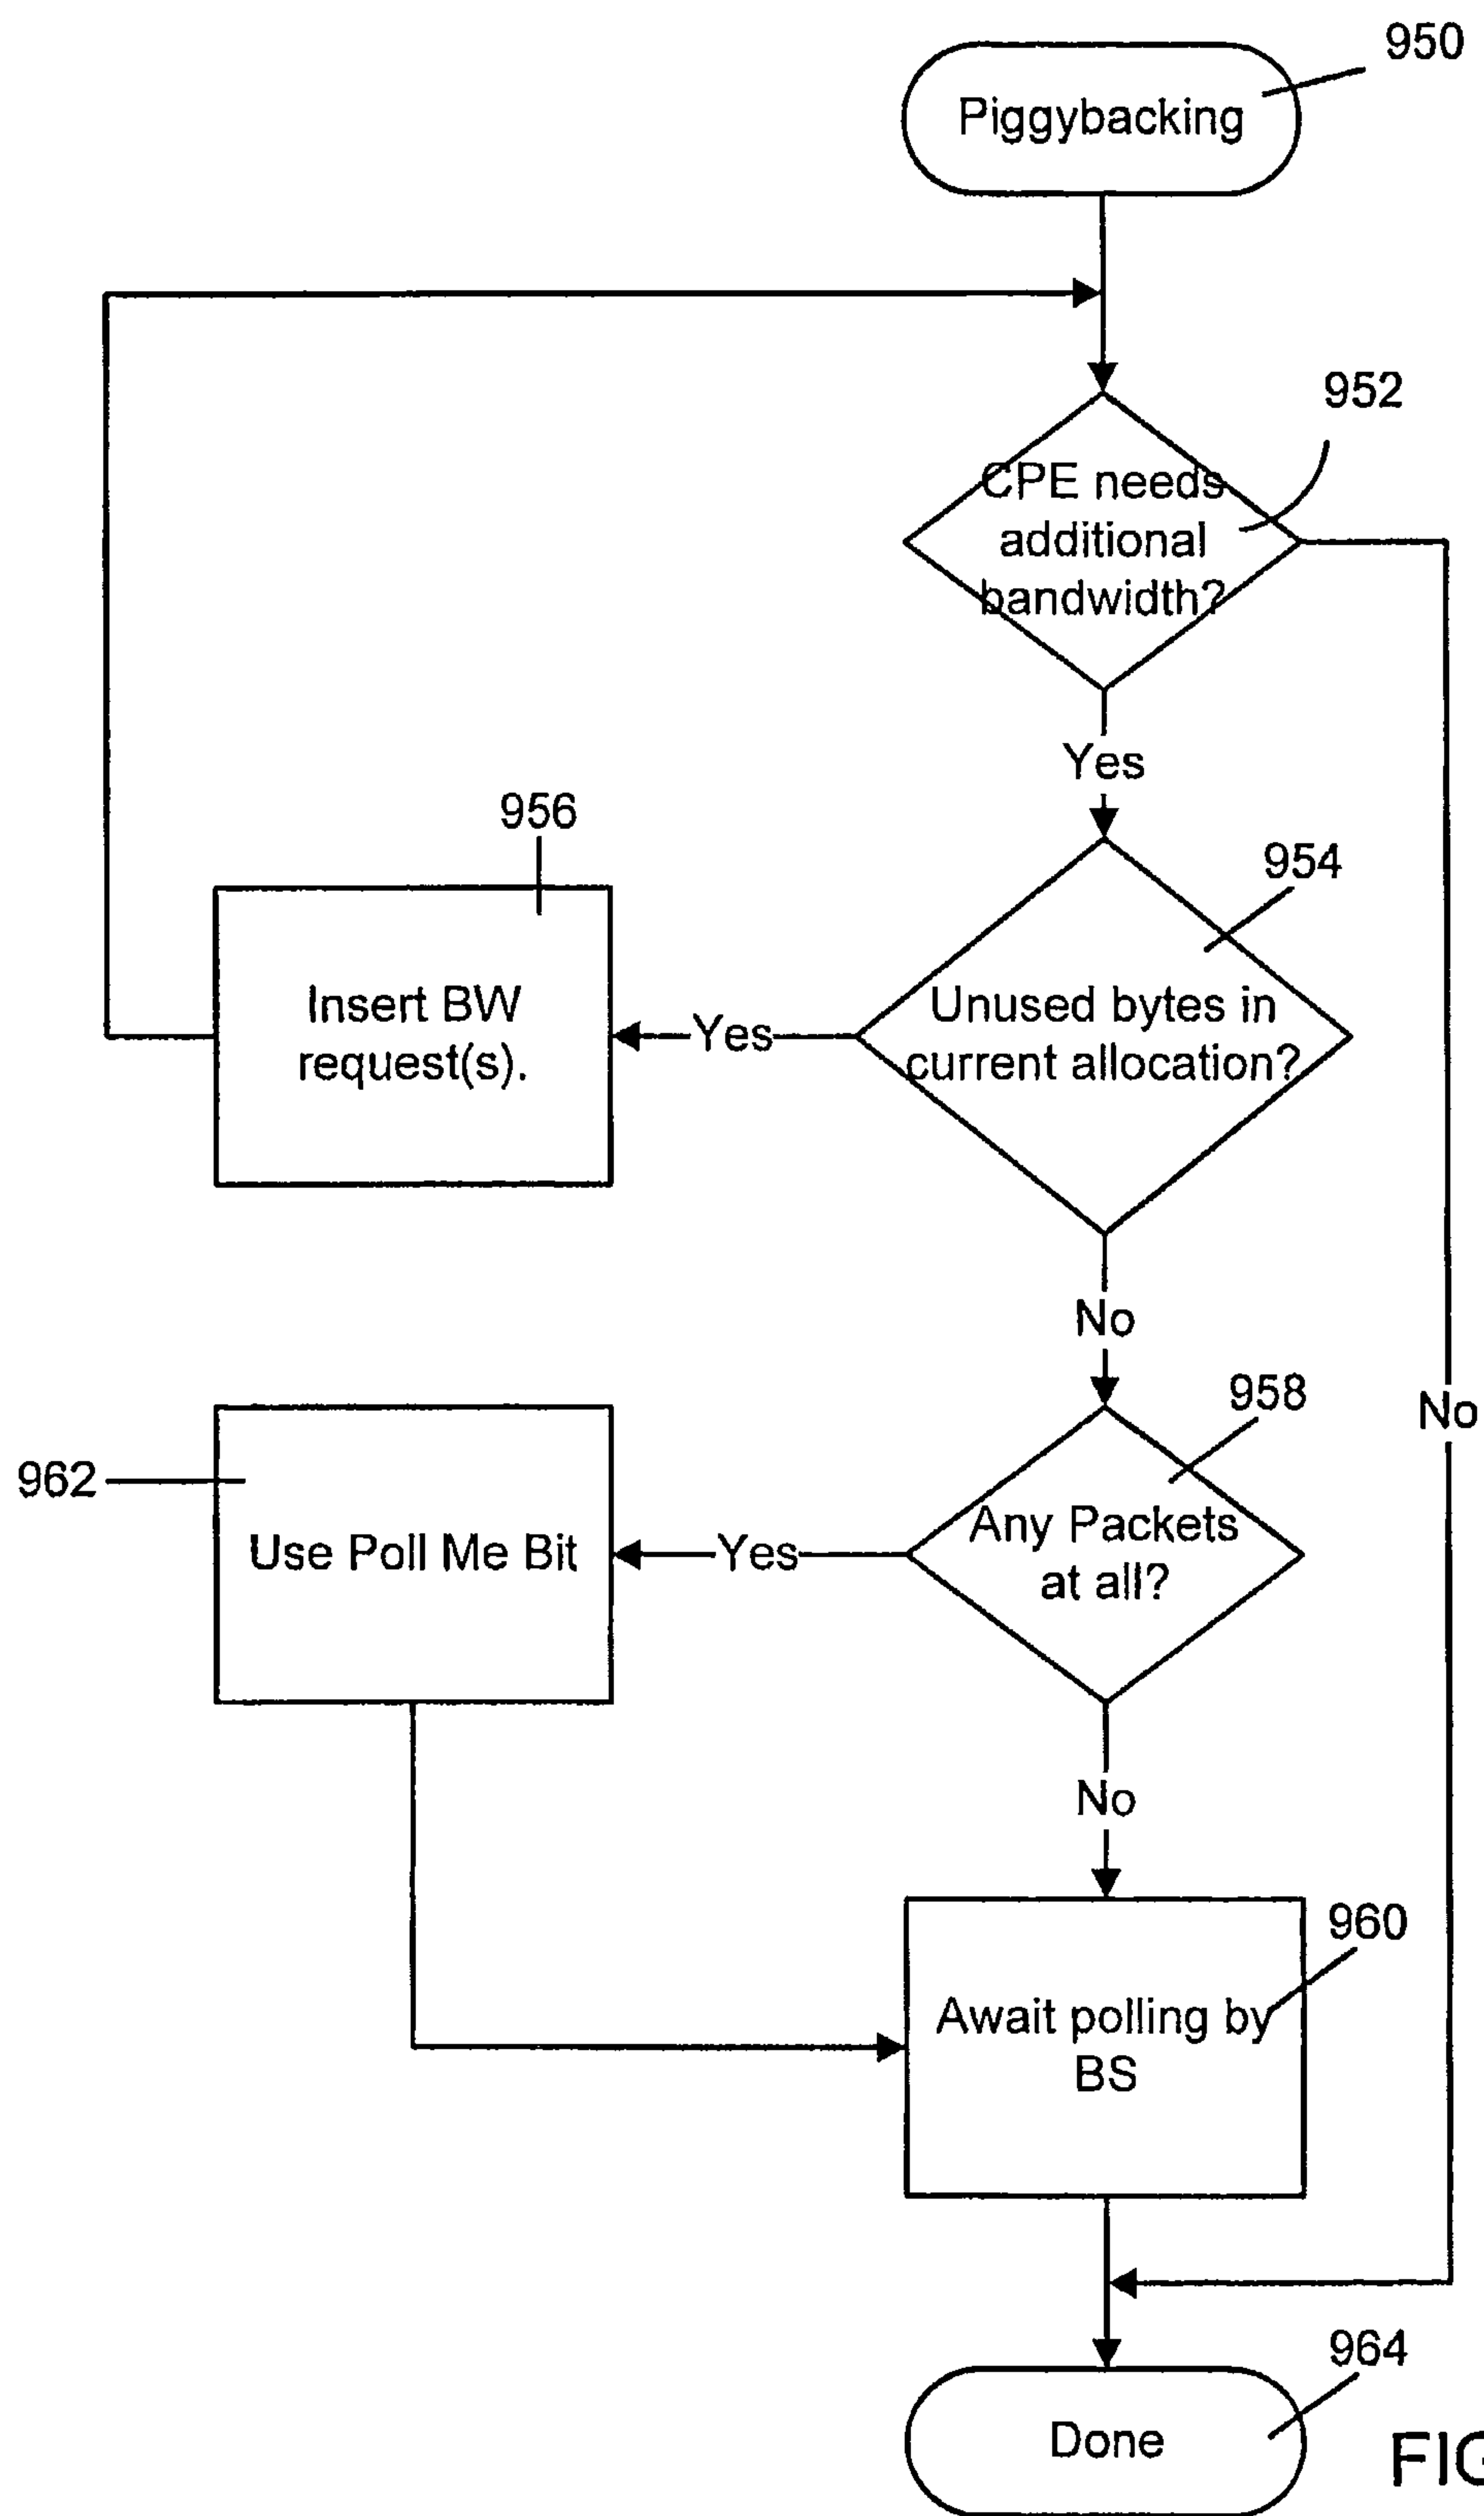 950
Piggybacking
952
CPE needs
additional
bandwidth?
Yes
956
954
Insert BW
request(s).
Yes
Unused bytes in
current allocation?
No
958
No
962
Use Poll Me Bit
Yes
Any Packets
at all?
No
960
Await polling by
BS
964
Done